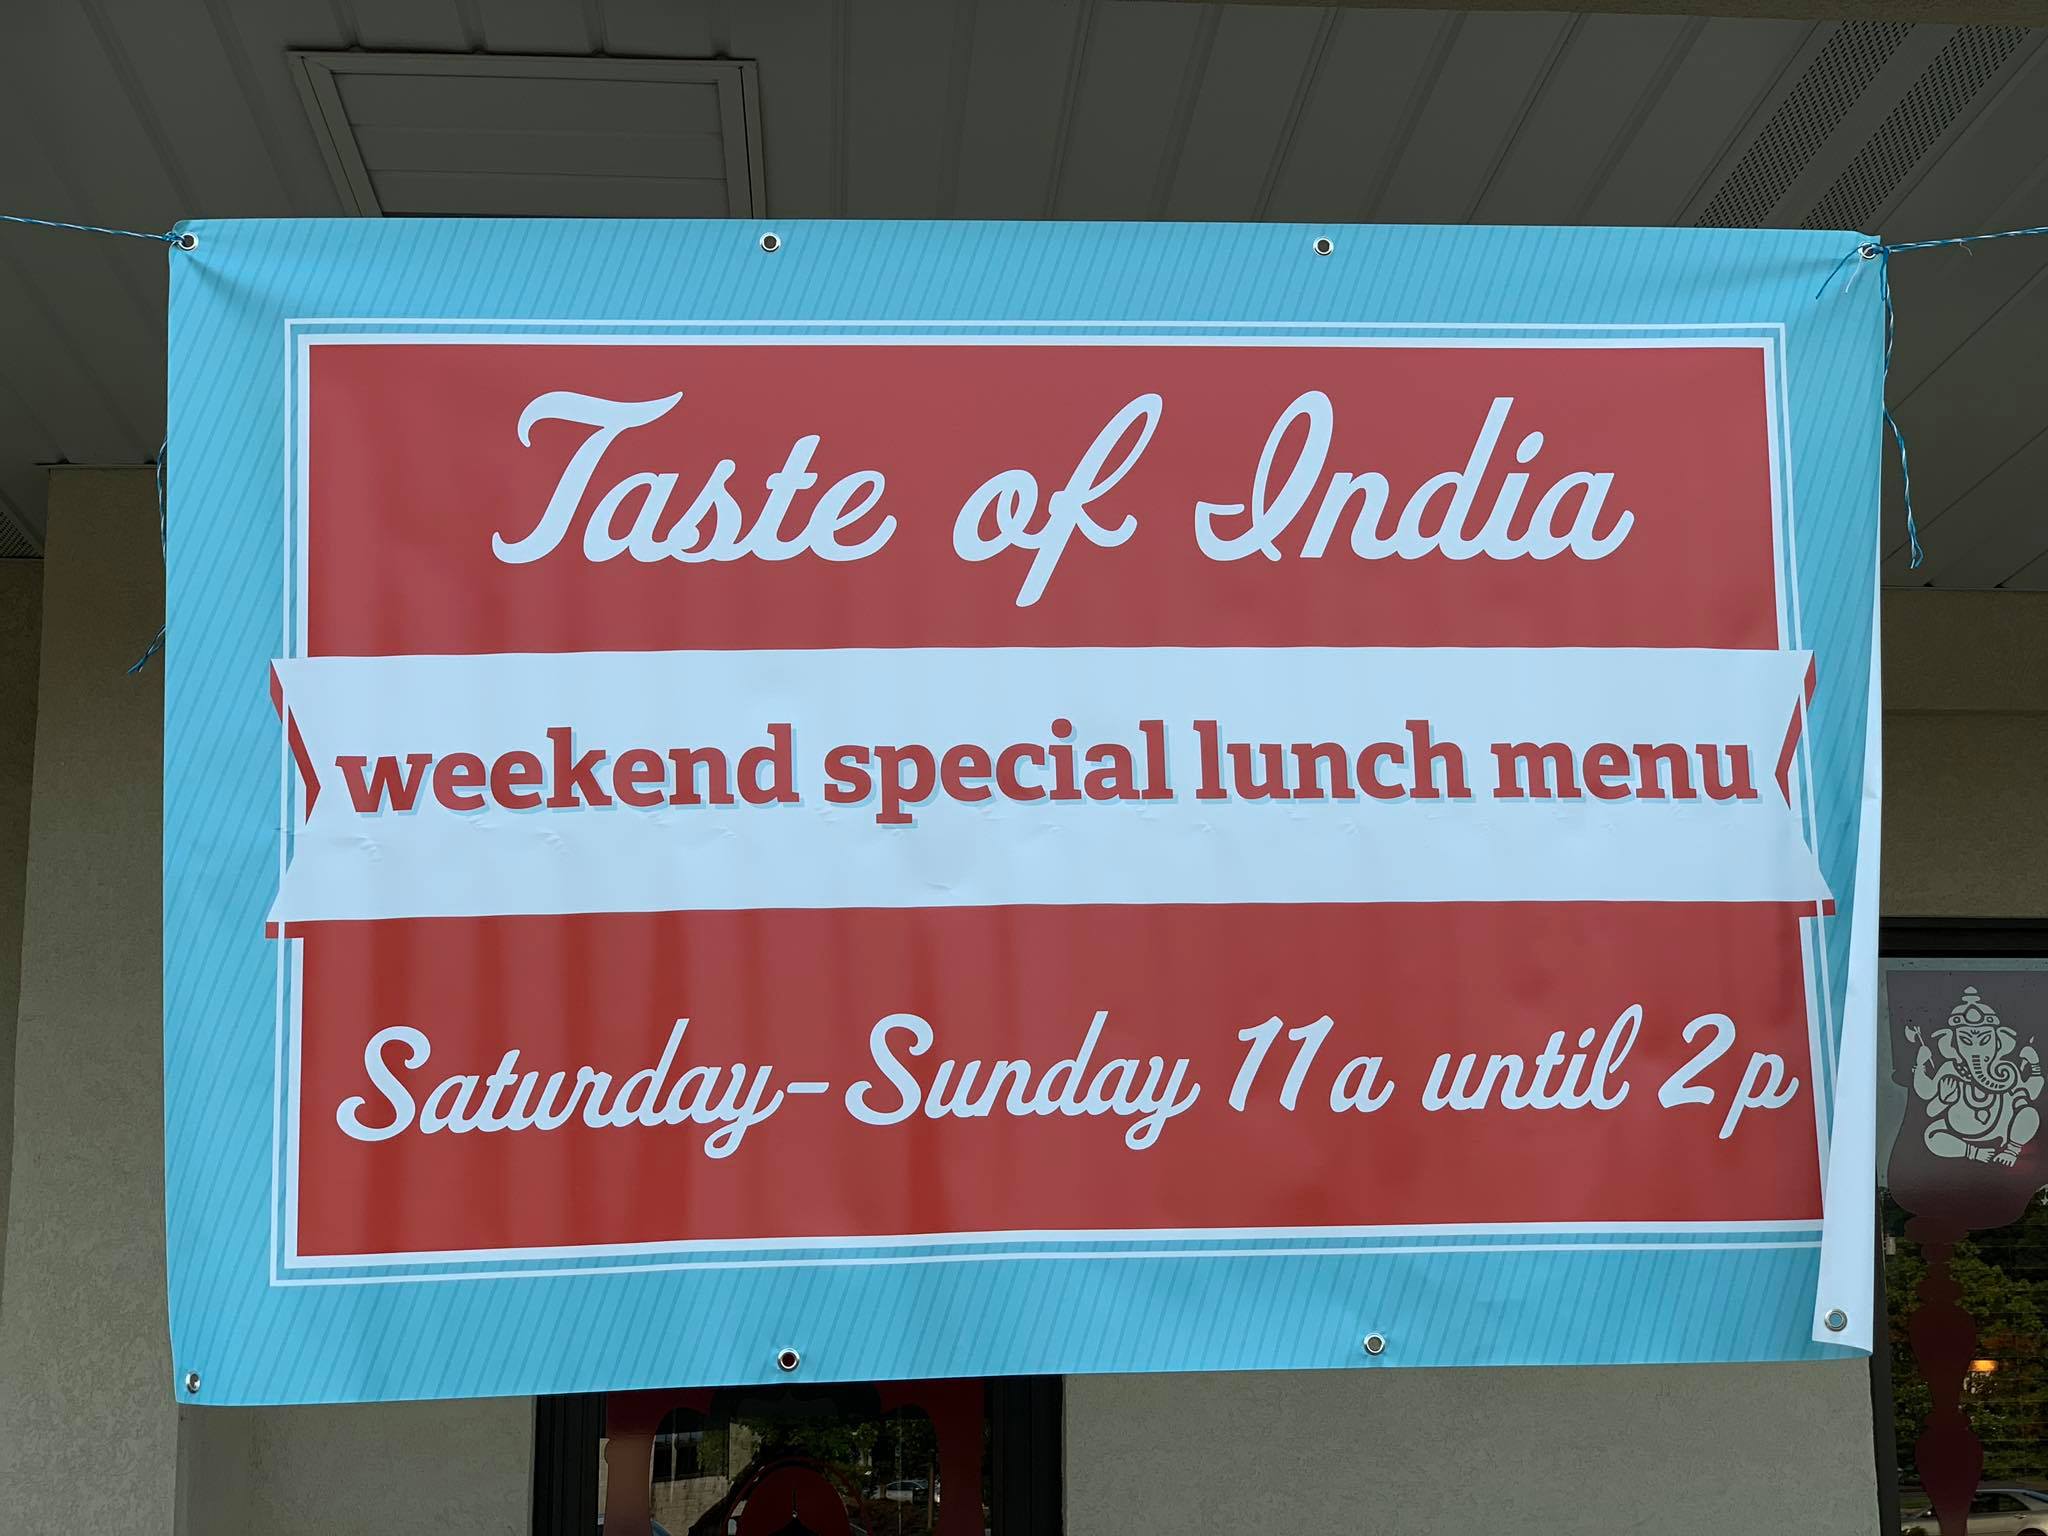 Taste of India
weekend special lunch menu
Saturday-Sunday 11a until 2p